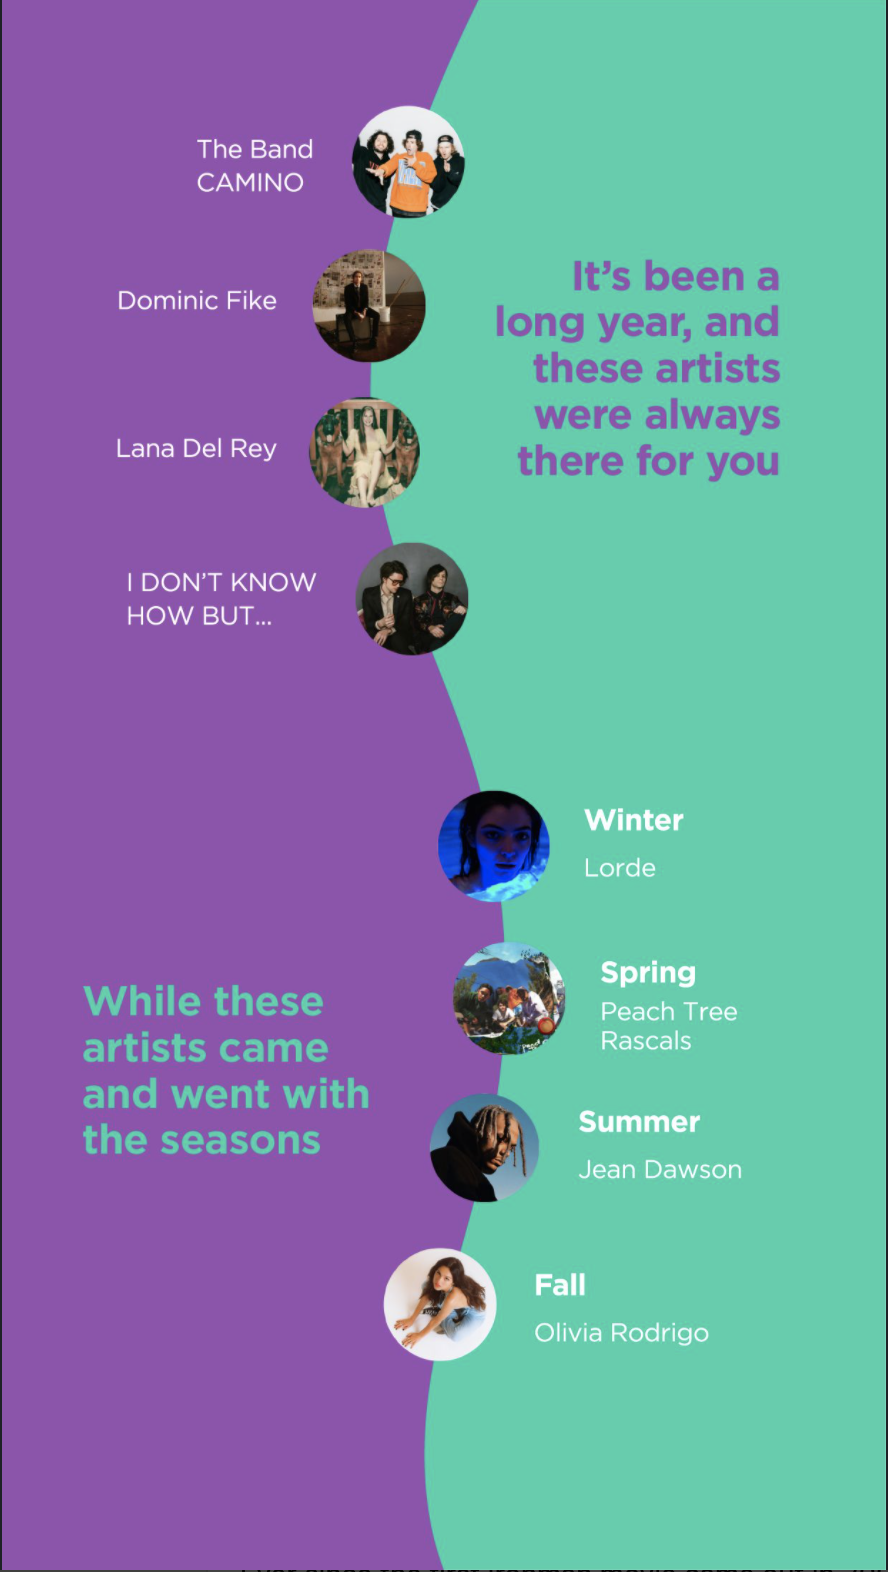 The Band
CAMINO
Dominic Fike
Lana Del Rey
I DON’T KNOW
HOW BUT...
It’s been a
long year, and
these artists
were always
there for you
While these
artists came
and went with
the seasons
Winter
Lorde
Spring
Peach Tree
Rascals
Summer
Jean Dawson
Fall
Olivia Rodrigo